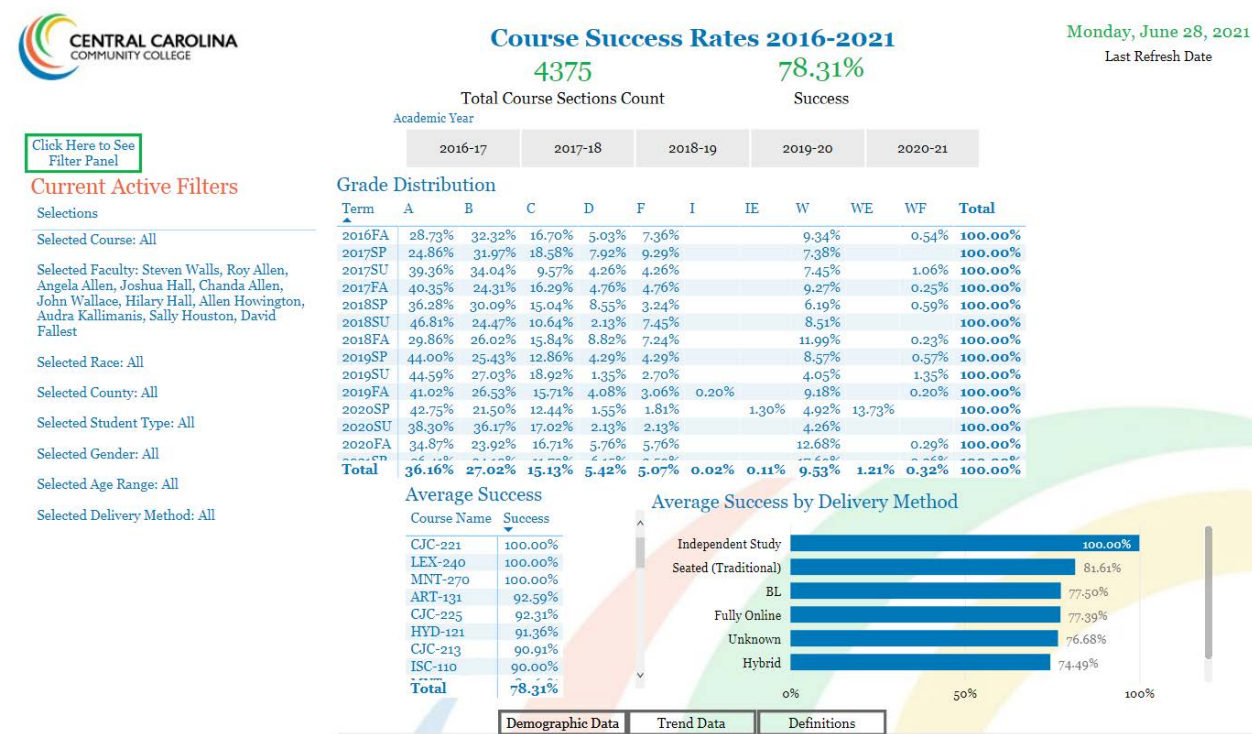 CENTRAL CAROLINA
COMMUNITY COLLEGE
Course Success Rates 2016-2021
Monday, June 28, 2021
Last Refresh Date
4375
78.31%
Total Course Sections Count
Success
Academic Year
2016-17 2017-18 2018-19 2019-20 2020-21
Click Here to See
Filter Panel
Current Active Filters
Selections
Selected Course: All
Selected Faculty: Steven Walls, Roy Allen,
Angela Allen, Joshua Hall, Chanda Allen,
John Wallace, Hilary Hall, Allen Howington,
Audra Kallimanis, Sally Houston, David
Fallest
Selected Race: All
Selected County: All
Selected Student Type: All
Selected Gender: All
Selected Age Range: All
Selected Delivery Method: All
Grade Distribution
Term A B C D F I IE W WE WF Total
2016FA 28.73% 32.32% 16.70% 5.03% 7.36% 9.34% 0.54% 100.00%
2017SP 24.86% 31.97% 18.58% 7.92% 9.29% 7.38% 100.00%
2017SU 39.36% 34.04% 9.57% 4.26% 4.26% 7.45% 1.06% 100.00%
2017FA 40.35% 24.31% 16.29% 4.76% 4.76% 9.27% 0.25% 100.00%
2018SP 36.28% 30.09% 15.04% 8.55% 3.24% 6.19% 0.59% 100.00%
2018SU 46.81% 24.47% 10.64% 2.13% 7.45% 8.51% 100.00%
2018FA 29.86% 26.02% 15.84% 8.82% 7.24% 11.99% 0.23% 100.00%
2019SP 44.00% 25.43% 12.86% 4.29% 4.29% 8.57% 0.57% 100.00%
2019SU 44.59% 27.03% 18.92% 1.35% 2.70% 4.05% 1.35% 100.00%
2019FA 41.02% 26.53% 15.71% 4.08% 3.06% 0.20% 9.18% 0.20% 100.00%
2020SP 42.75% 21.50% 12.44% 1.55% 1.81% 1.30% 4.92% 13.73% 100.00%
2020SU 38.30% 36.17% 17.02% 2.13% 2.13% 4.26% 100.00%
2020FA 34.87% 23.92% 16.71% 5.76% 5.76% 12.68% 0.29% 100.00%
Total 36.16% 27.02% 15.13% 5.42% 5.07% 0.02% 0.11% 9.53% 1.21% 0.32% 100.00%
Average Success
Course Name Success
CJC-221 100.00%
LEX-240 100.00%
MNT-270 100.00%
ART-131 92.59%
CJC-225 92.31%
HYD-121 91.36%
CJC-213 90.91%
ISC-110 90.00%
Total 78.31%
Average Success by Delivery Method
Independent Study 100.00%
Seated (Traditional) 81.61%
BL 77.50%
Fully Online 77.39%
Unknown 76.68%
Hybrid 74.49%
0% 50% 100%
Demographic Data Trend Data Definitions